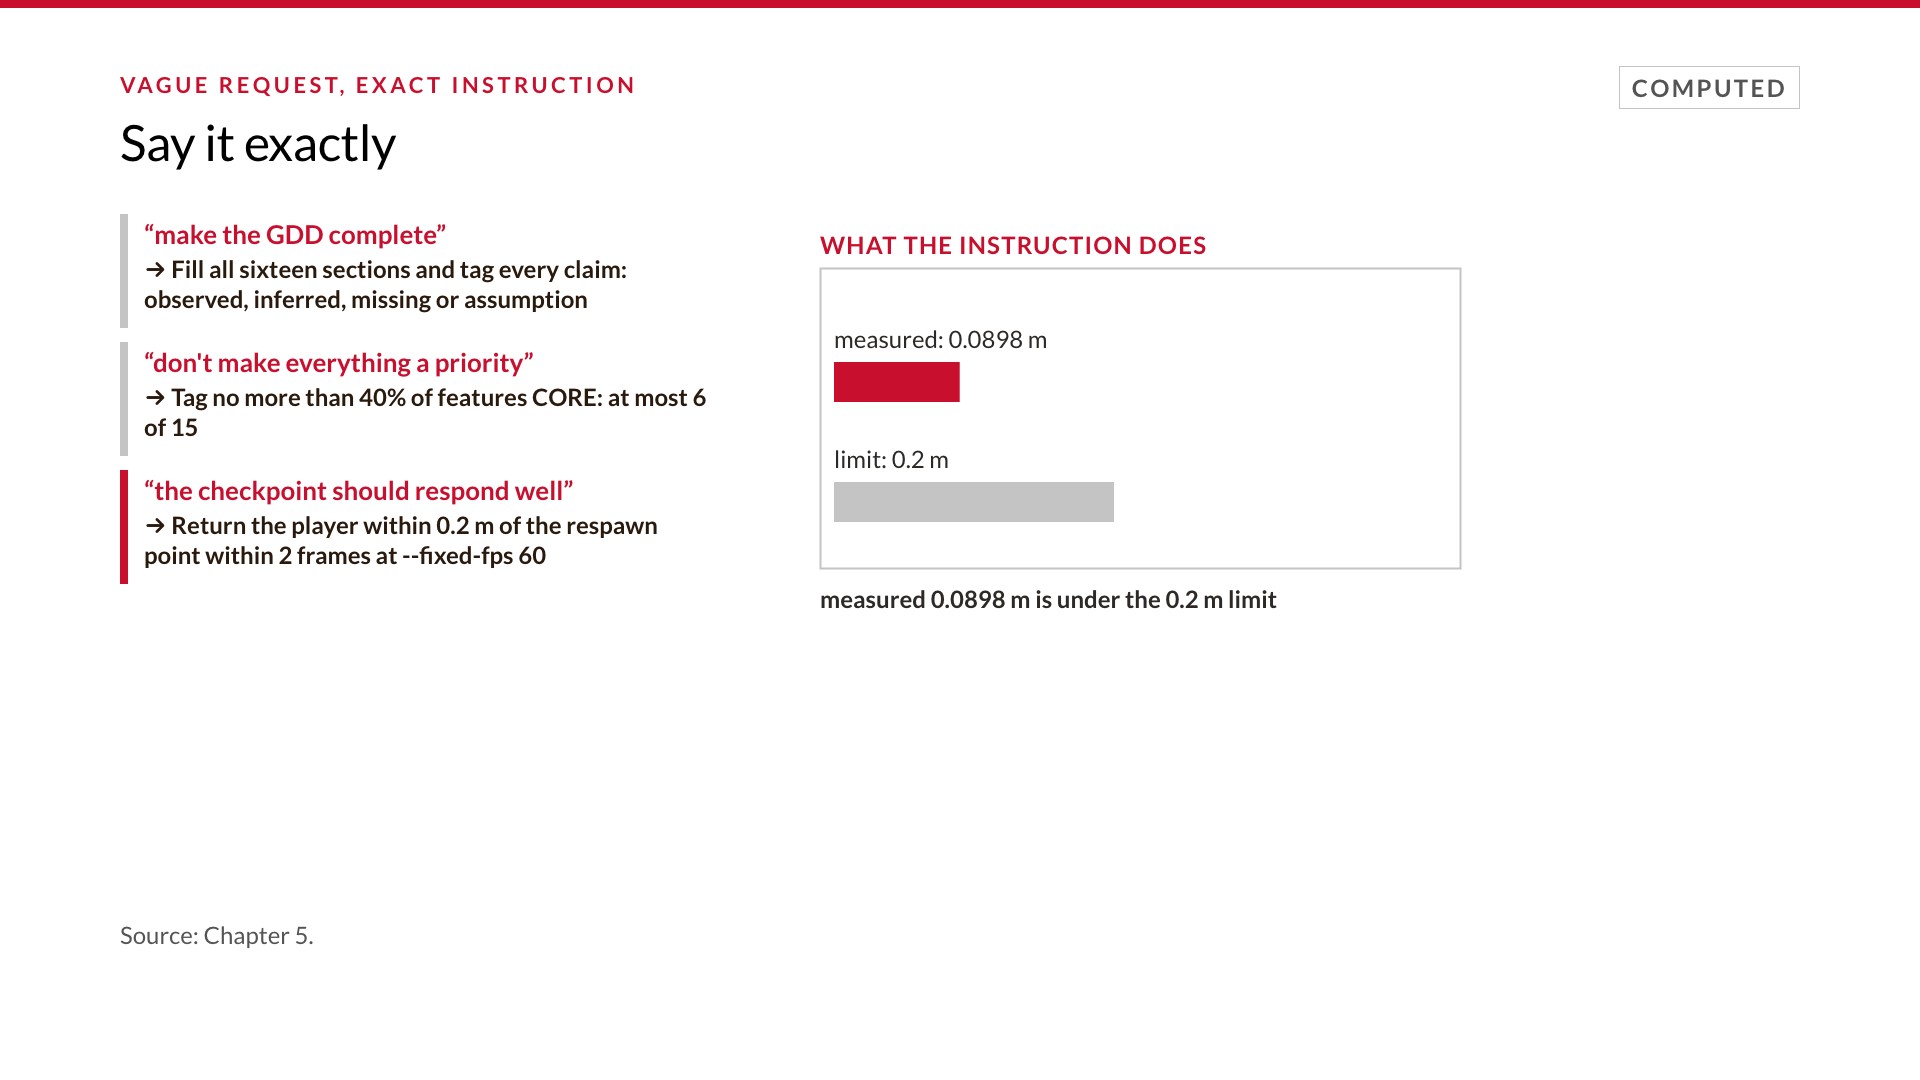 VAGUE REQUEST, EXACT INSTRUCTION
COMPUTED
Say it exactly
“make the GDD complete”
→ Fill all sixteen sections and tag every claim:
observed, inferred, missing or assumption
“don't make everything a priority”
→ Tag no more than 40% of features CORE: at most 6
of 15
“the checkpoint should respond well”
→ Return the player within 0.2 m of the respawn
point within 2 frames at --fixed-fps 60
WHAT THE INSTRUCTION DOES
measured: 0.0898 m
limit: 0.2 m
measured 0.0898 m is under the 0.2 m limit
Source: Chapter 5.